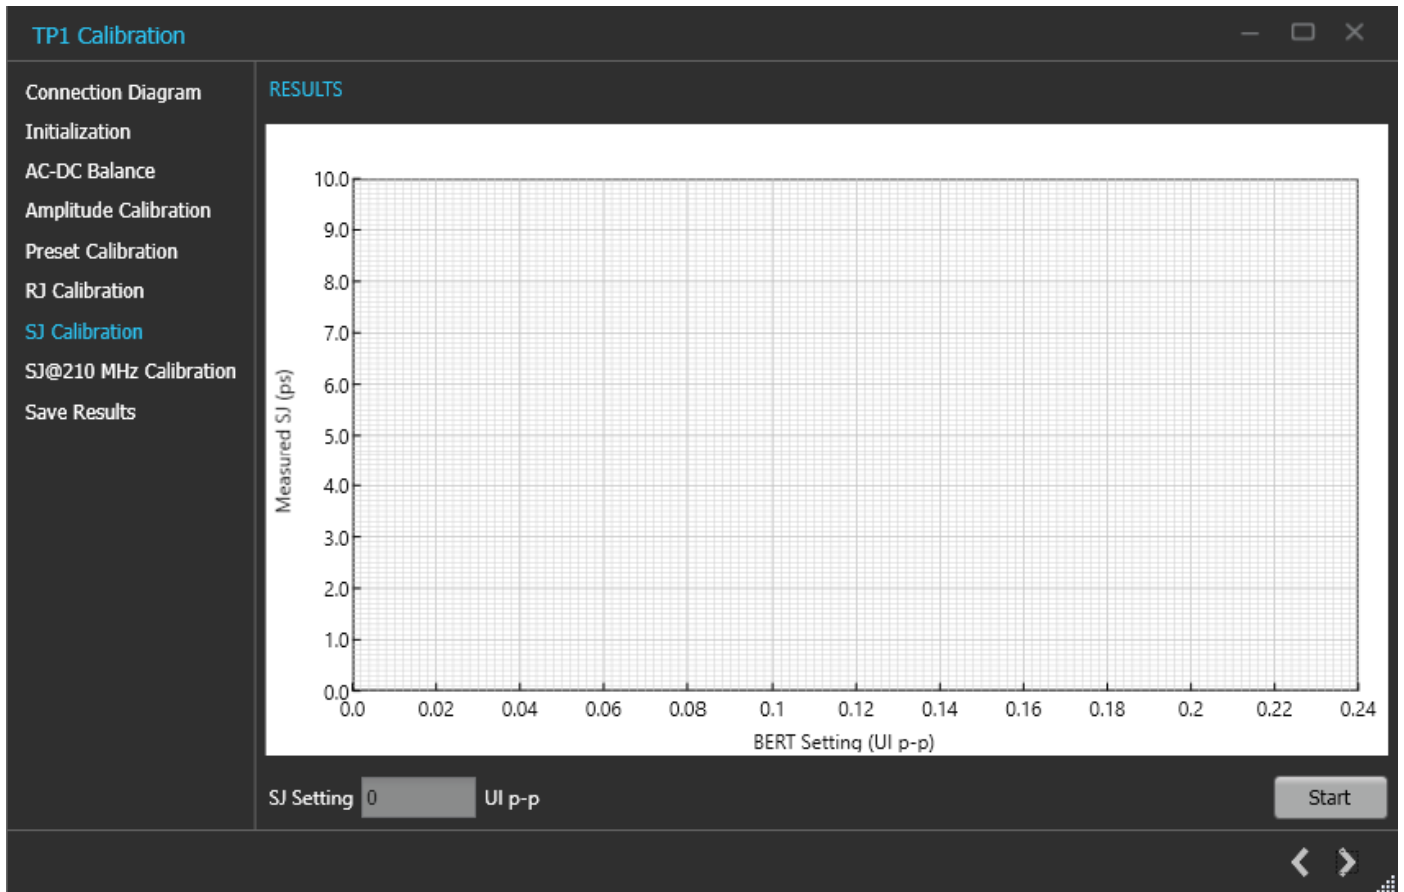 TP1 Calibration
Connection Diagram
Initialization
AC-DC Balance
Amplitude Calibration
Preset Calibration
RJ Calibration
SJ Calibration
SJ@210 MHz Calibration
Save Results
RESULTS
10.0
9.0
8.0
7.0
6.0
5.0
4.0
3.0
2.0
1.0
0.0
Measured SJ (ps)
0.0 0.02 0.04 0.06 0.08 0.1 0.12 0.14 0.16 0.18 0.2 0.22 0.24
BERT Setting (UI p-p)
SJ Setting 0 UI p-p
Start